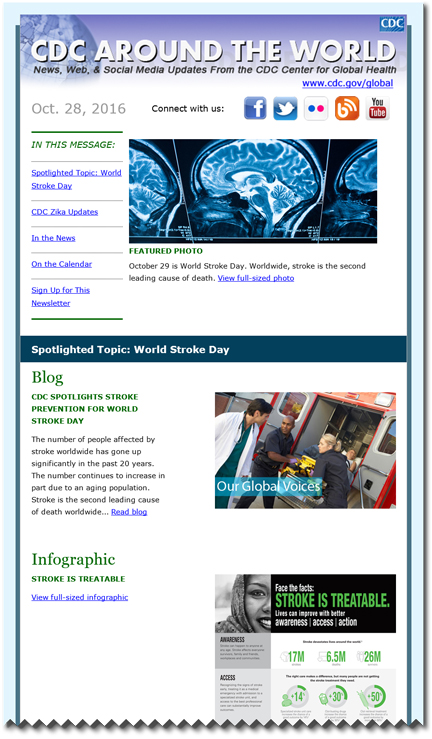 CDC
CDC AROUND THE WORLD
News, Web, & Social Media Updates From the CDC Center for Global Health
www.cdc.gov/global
Oct. 28, 2016
Connect with us:
You
Tube
IN THIS MESSAGE:
Spotlighted Topic: World
Stroke Day
CDC Zika Updates
In the News
On the Calendar
Sign Up for This
Newsletter
FEATURED PHOTO
October 29 is World Stroke Day. Worldwide, stroke is the second
leading cause of death. View full-sized photo
Spotlighted Topic: World Stroke Day
Blog
CDC SPOTLIGHTS STROKE
PREVENTION FOR WORLD
STROKE DAY
The number of people affected by
stroke worldwide has gone up
significantly in the past 20 years.
The number continues to increase in
part due to an aging population.
Stroke is the second leading cause
of death worldwide... Read blog
Our Global Voices
Infographic
STROKE IS TREATABLE
View full-sized infographic
Face the facts:
STROKE IS TREATABLE.
Lives can improve with better
awareness | access | action
AWARENESS
17M
6.5M
26M
ACCESS
+14%
+30%
+50%